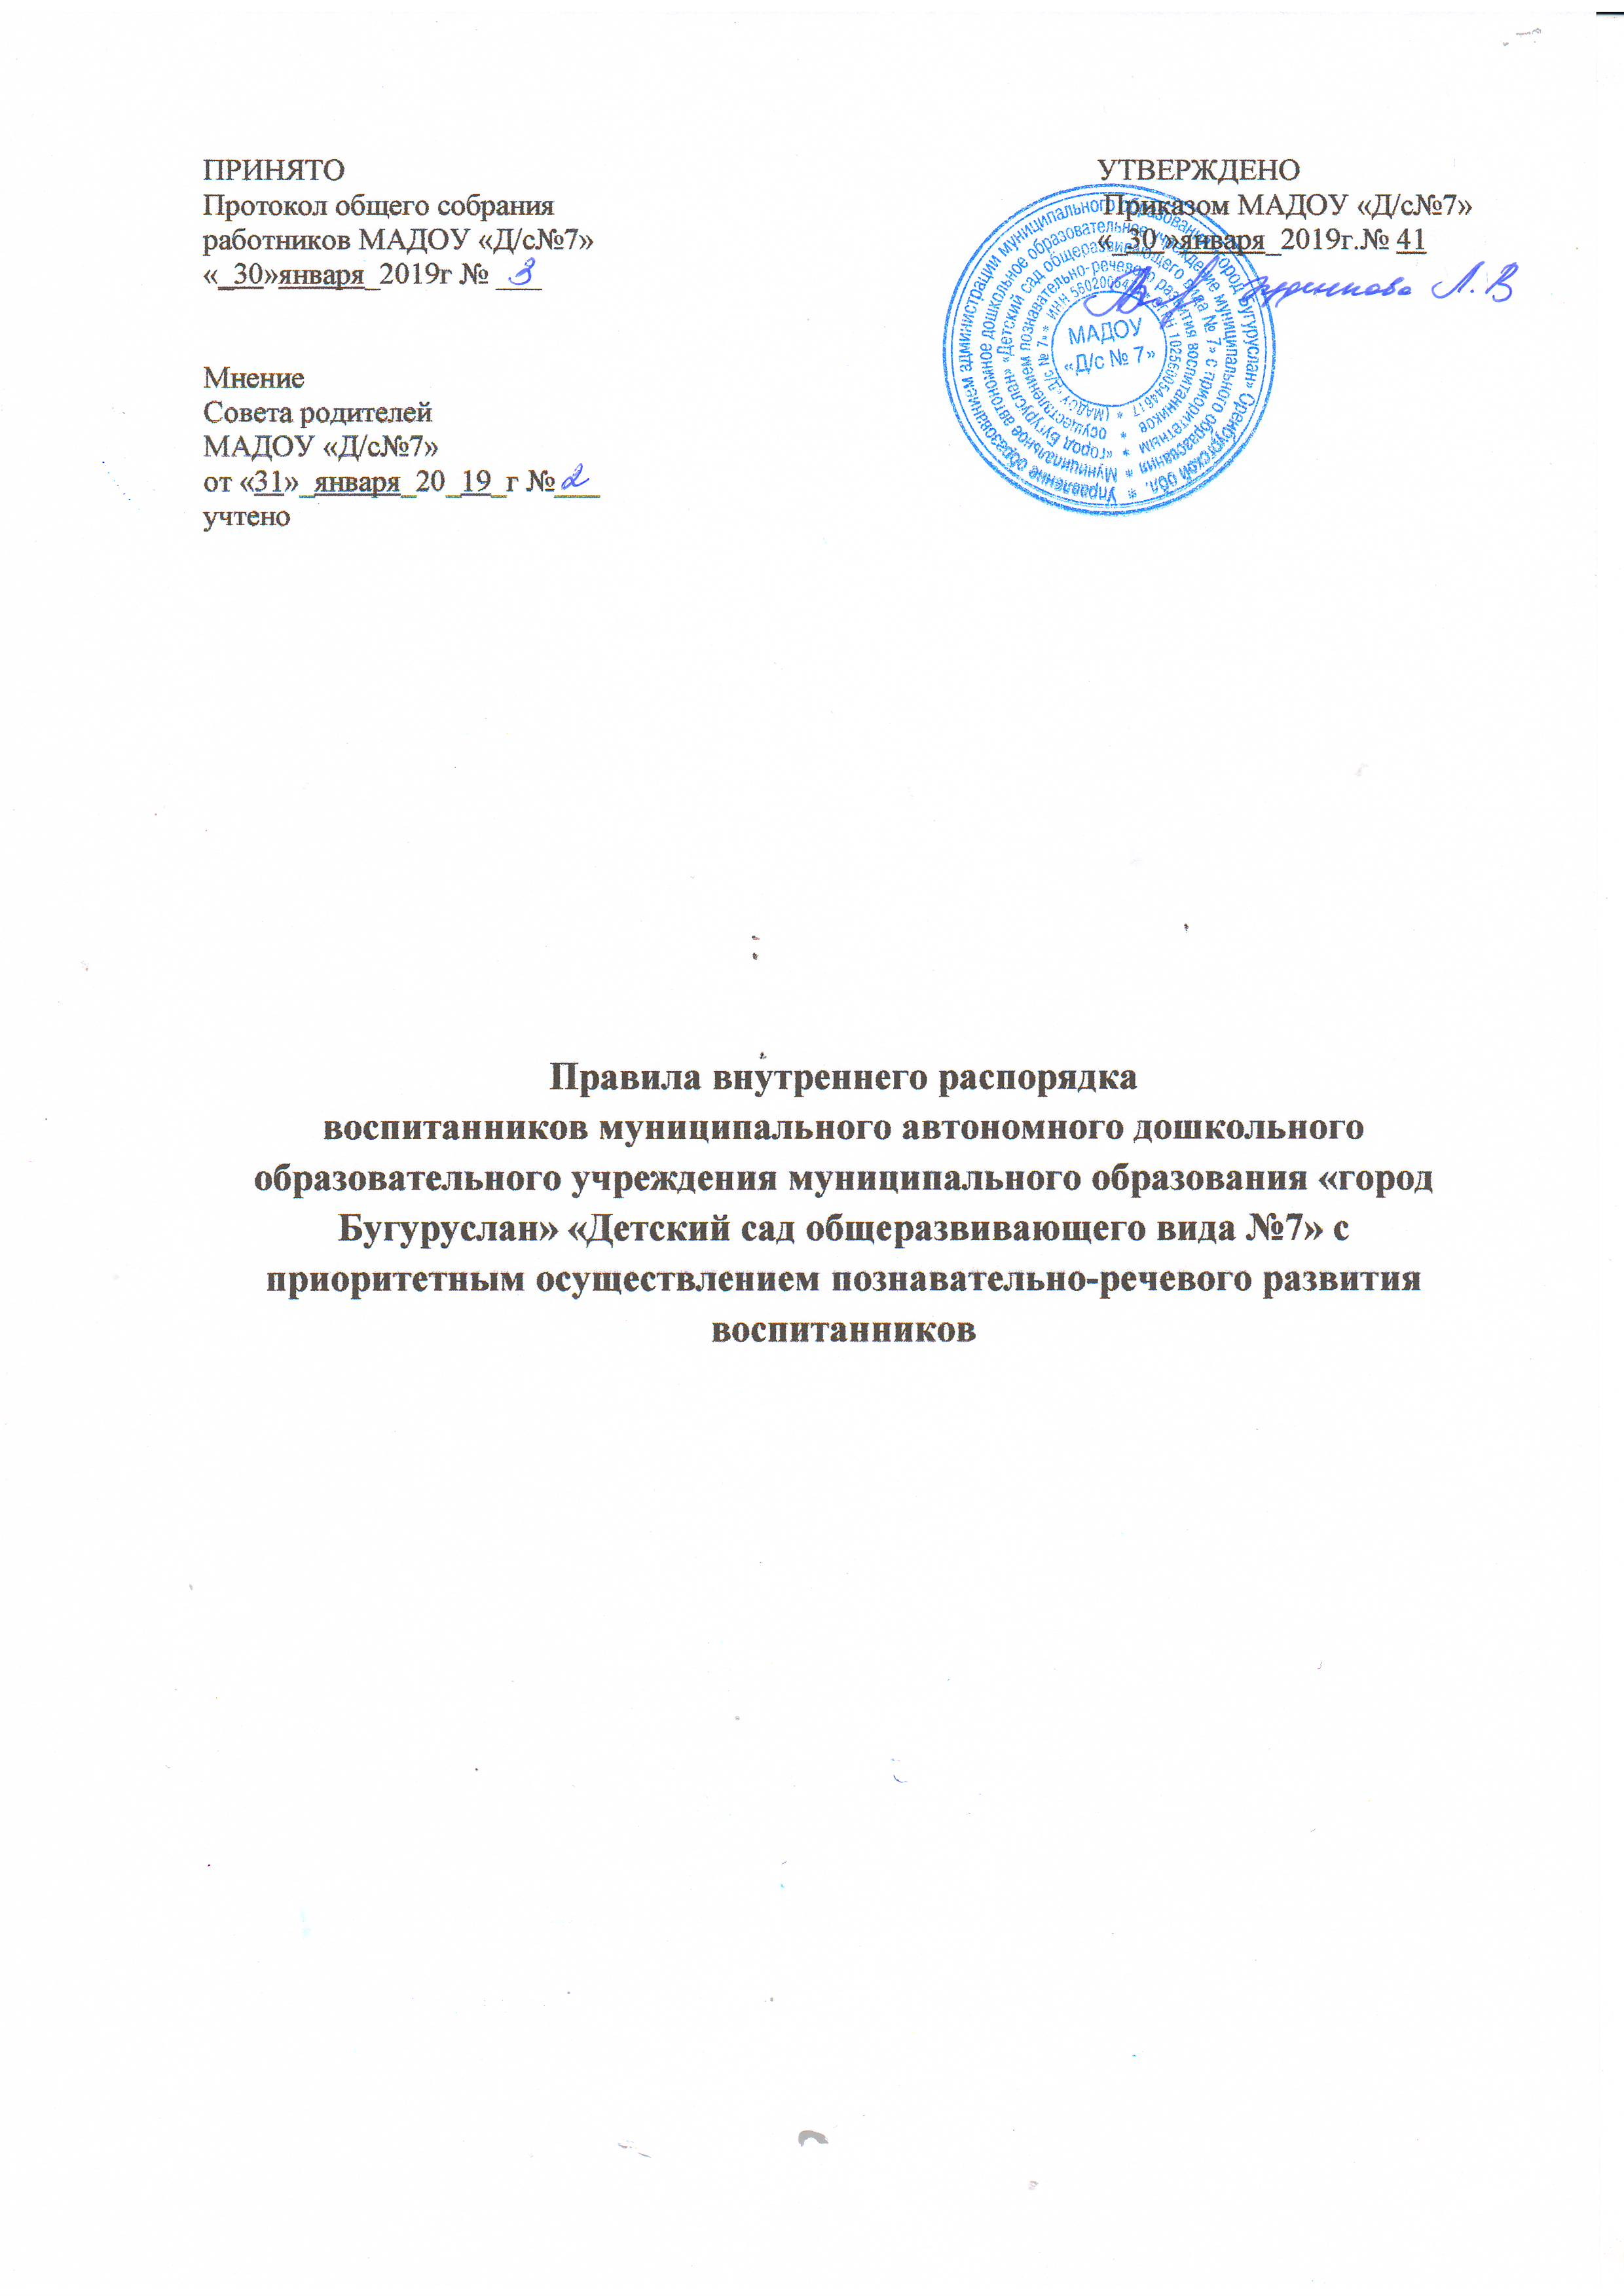 ПРИНЯТО
Протокол общего собрания
работников МАДОУ «Д/с№7»
«_30»января_2019г № 3
Мнение
Совета родителей
МАДОУ «Д/с№7»
от «31»_января_20_19_г №2
учтено
УТВЕРЖДЕНО
Приказом МАДОУ «Д/с№7»
«_30_»января_2019г.№ 41
Л. В
МАДОУ
«Д/с № 7»
Правила внутреннего распорядка
воспитанников муниципального автономного дошкольного
образовательного учреждения муниципального образования «город
Бугуруслан» «Детский сад общеразвивающего вида №7» с
приоритетным осуществлением познавательно-речевого развития
воспитанников